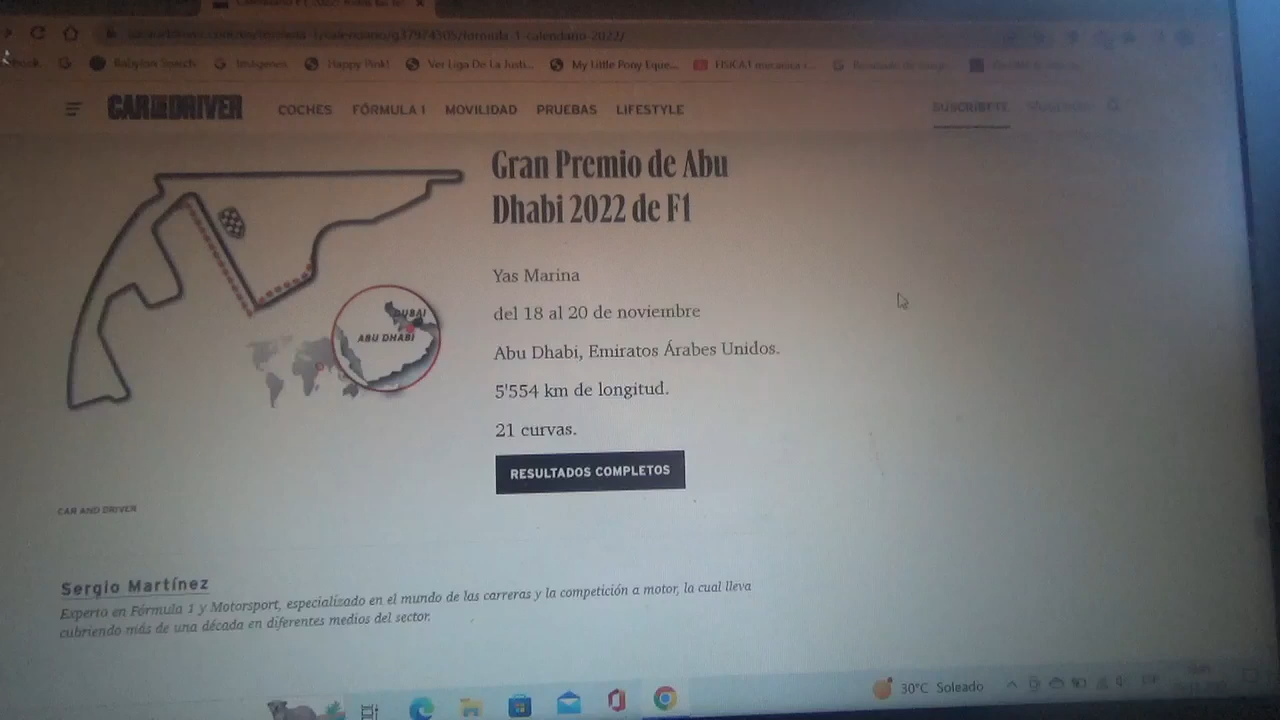 Babylon Search
Imágenes
Happy Pink!
Ver Liga De La Justi...
My Little Pony Eque...
CAR AND DRIVER
COCHES
FÓRMULA 1
MOVILIDAD
PRUEBAS
LIFESTYLE
SUSCRÍBETE
Gran Premio de Abu
Dhabi 2022 de F1
Yas Marina
del 18 al 20 de noviembre
Abu Dhabi, Emiratos Árabes Unidos.
5'554 km de longitud.
21 curvas.
RESULTADOS COMPLETOS
DUBAI
ABU DHABI
CAR AND DRIVER
Sergio Martínez
Experto en Fórmula 1 y Motorsport, especializado en el mundo de las carreras y la competición a motor, la cual lleva
cubriendo más de una década en diferentes medios del sector.
30°C Soleado